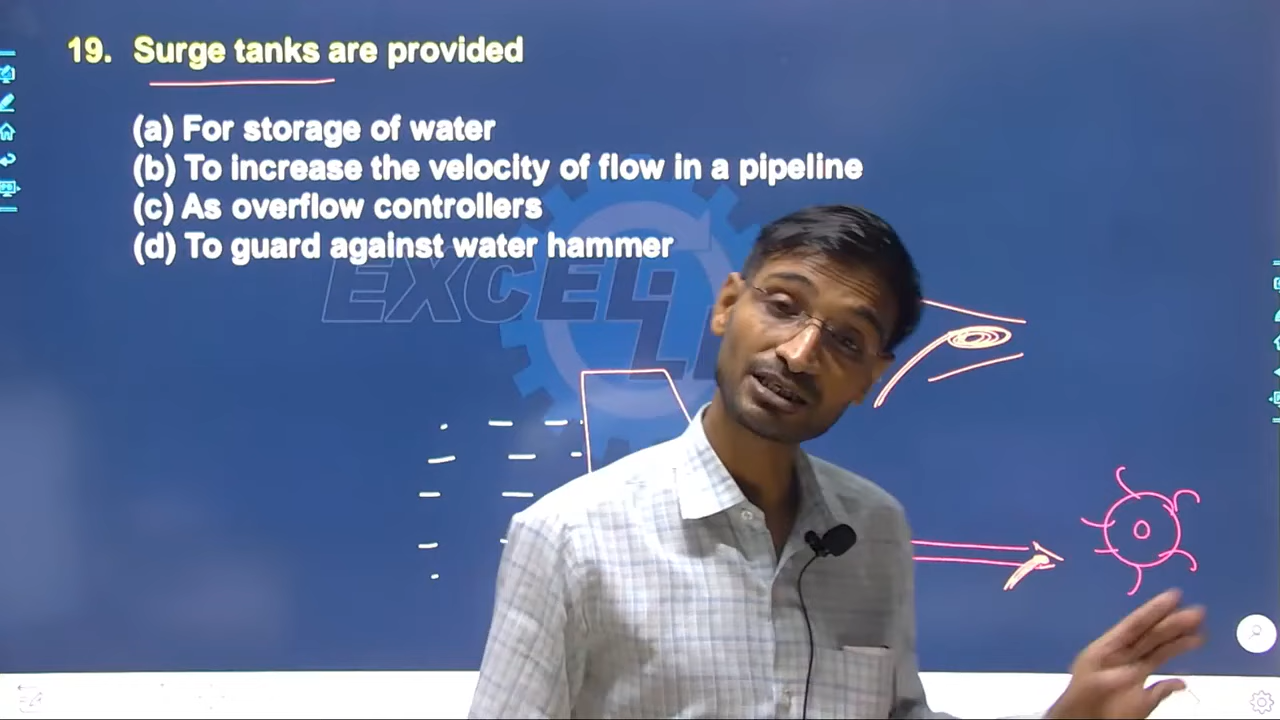 19. Surge tanks are provided
(a) For storage of water
(b) To increase the velocity of flow in a pipeline
(c) As overflow controllers
(d) To guard against water hammer
EXCEL